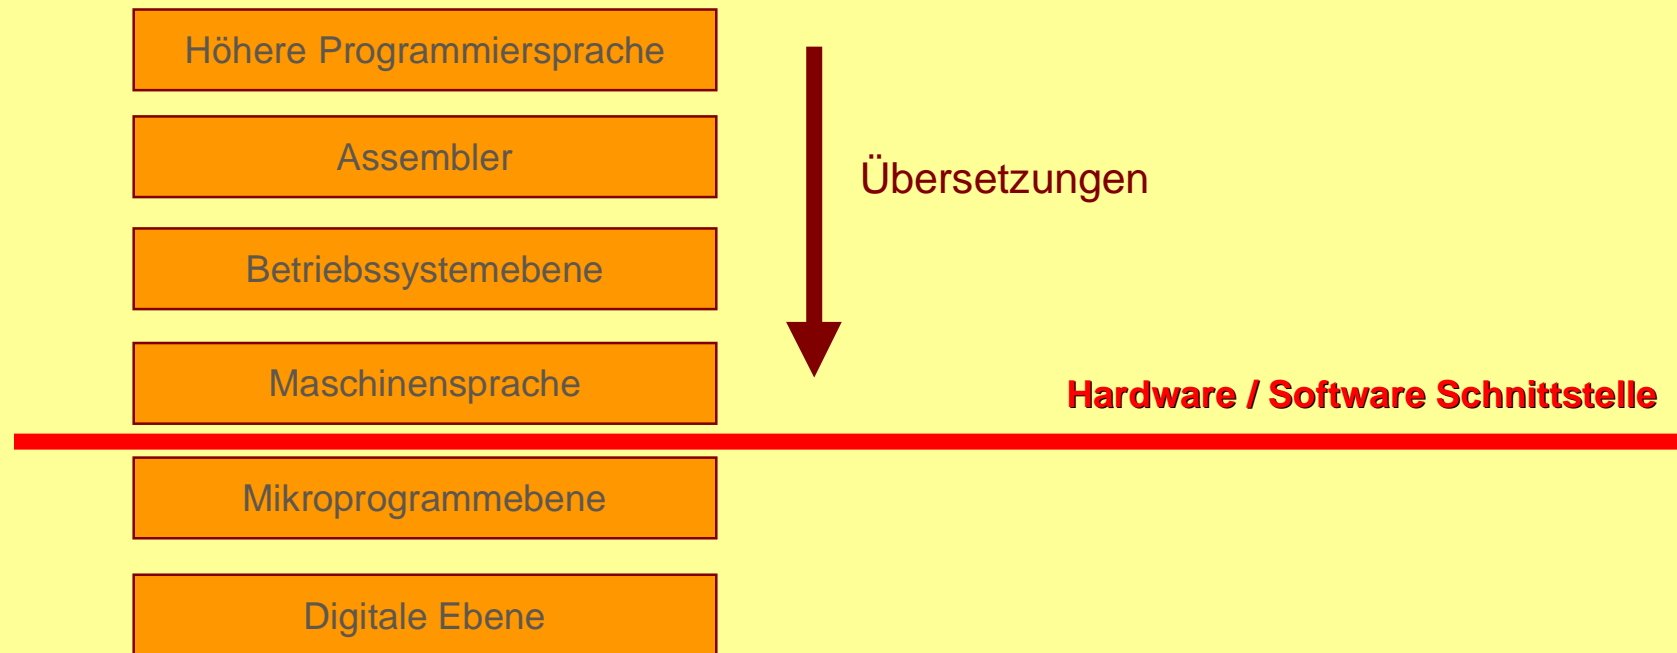 Höhere Programmiersprache
Assembler
Übersetzungen
Betriebssystemebene
Maschinensprache
Hardware / Software Schnittstelle
Mikroprogrammebene
Digitale Ebene